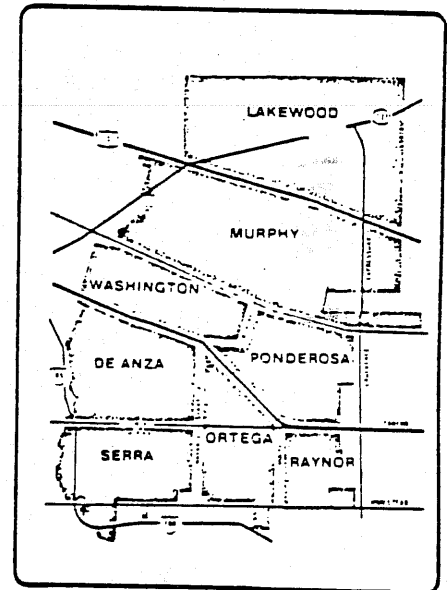 LAKEWOOD
MURPHY
WASHINGTON
DE ANZA
PONDEROSA
ORTEGA
SERRA
RAYNOR